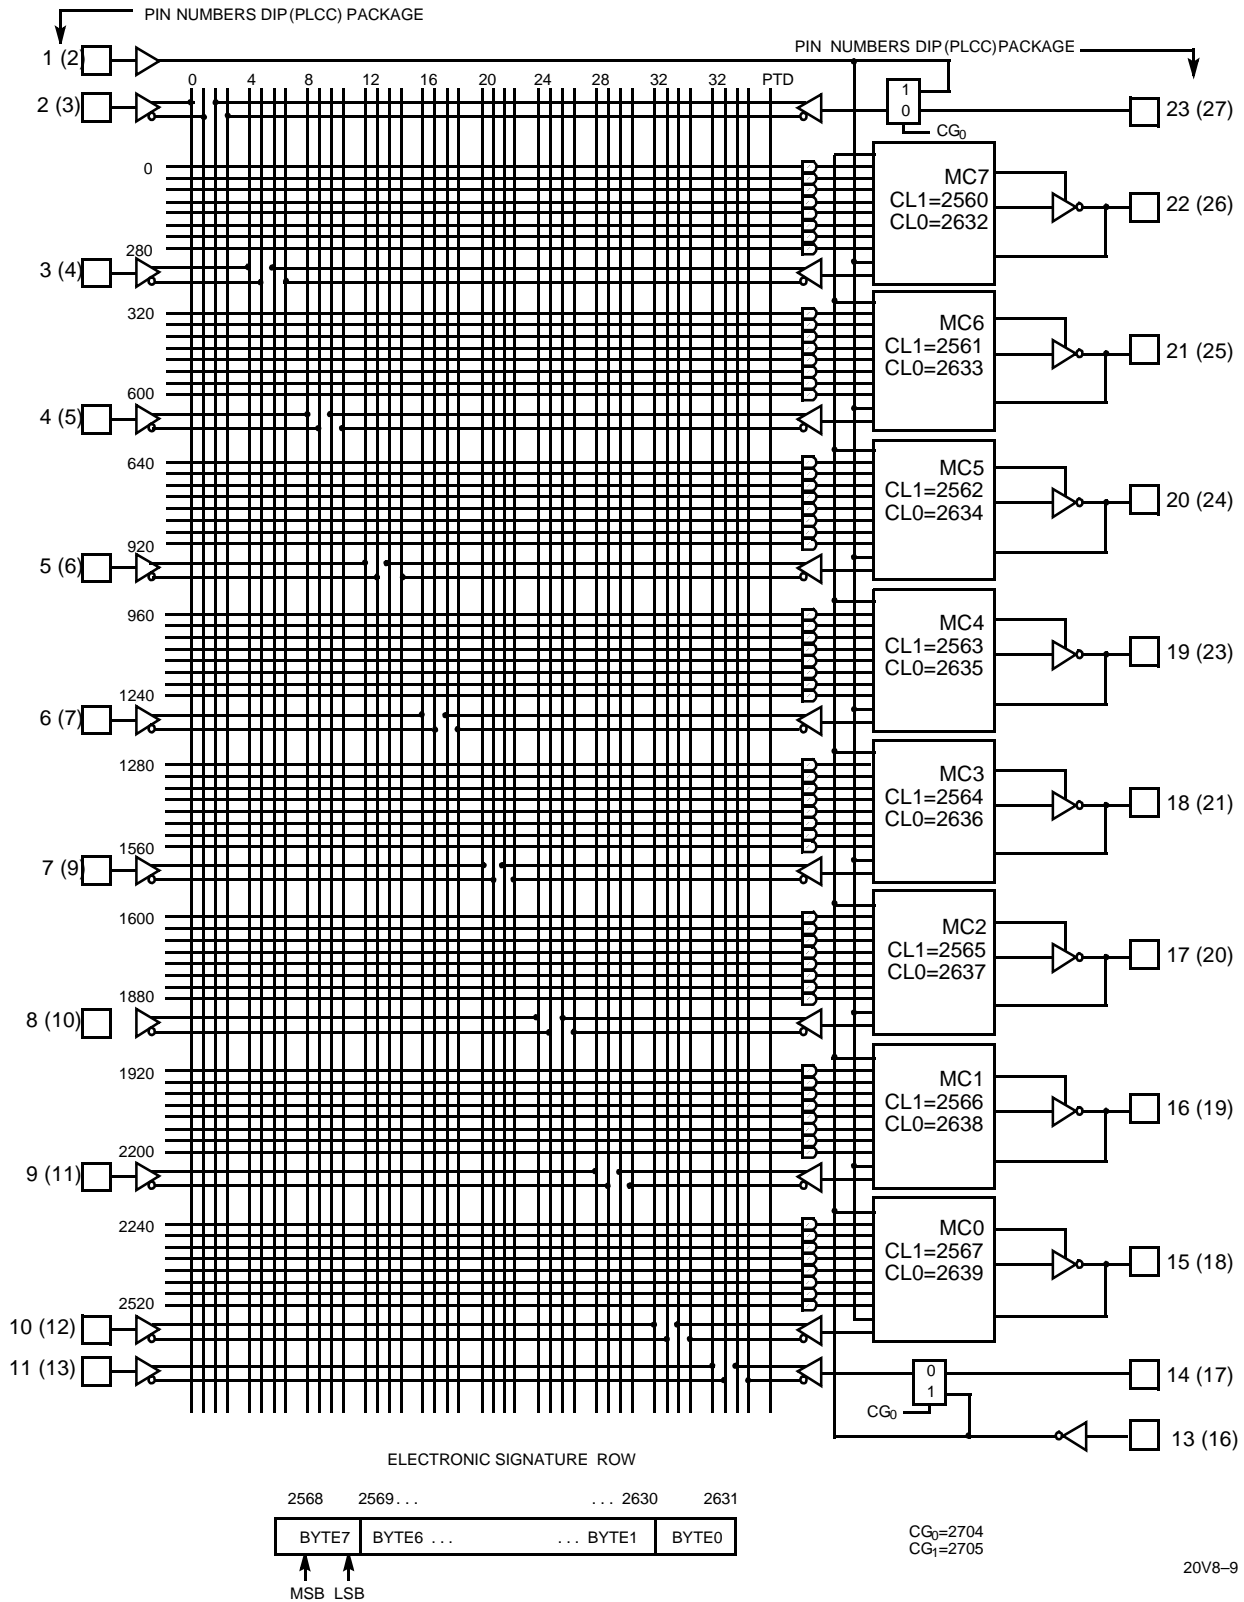 PIN NUMBERS DIP (PLCC) PACKAGE
PIN NUMBERS DIP (PLCC) PACKAGE
1 (2)
0 4 8 12 16 20 24 28 32 32 PTD
2 (3)
1
0
23 (27)
CG0
0
MC7
CL1=2560
CL0=2632
22 (26)
280
3 (4)
320
MC6
CL1=2561
CL0=2633
21 (25)
600
4 (5)
640
MC5
CL1=2562
CL0=2634
20 (24)
920
5 (6)
960
MC4
CL1=2563
CL0=2635
19 (23)
1240
6 (7)
1280
MC3
CL1=2564
CL0=2636
18 (21)
1560
7 (9)
1600
MC2
CL1=2565
CL0=2637
17 (20)
1880
8 (10)
1920
MC1
CL1=2566
CL0=2638
16 (19)
2200
9 (11)
2240
MC0
CL1=2567
CL0=2639
15 (18)
2520
10 (12)
11 (13)
0
1
14 (17)
CG0
13 (16)
ELECTRONIC SIGNATURE ROW
2568 2569 . . . . . . 2630 2631
BYTE7 BYTE6 . . . . . . BYTE1 BYTE0
MSB LSB
CG0=2704
CG1=2705
20V8–9